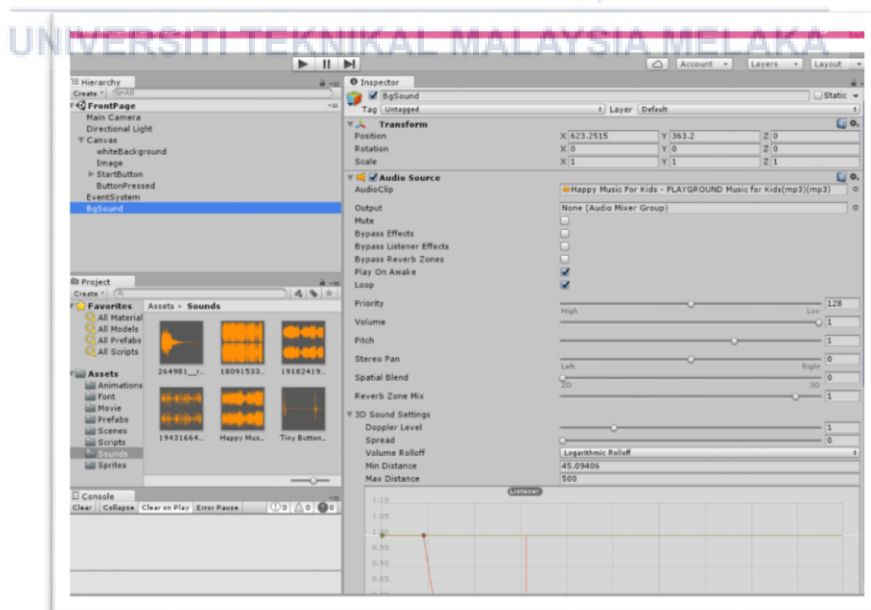 UNIVERSITI TEKNIKAL MALAYSIA MELAKA
Account
Layers
Layout
Hierarchy
Create
All
FrontPage
Main Camera
Directional Light
Canvas
whiteBackground
Image
StartButton
ButtonPressed
EventSystem
BgSound
Project
Create
Favorites
All Material
All Models
All Prefabs
All Scripts
Assets
Animations
Font
Movie
Prefabs
Scenes
Scripts
Sounds
Sprites
Assets ▸ Sounds
264981__r..
18091533..
19182419..
19431664..
Happy Mus..
Tiny Button..
Console
Clear Collapse Clear on Play Error Pause 0 0 0
Inspector
BgSound Static
Tag Untagged Layer Default
Transform
Position X 623.2515 Y 363.2 Z 0
Rotation X 0 Y 0 Z 0
Scale X 1 Y 1 Z 1
Audio Source
AudioClip Happy Music For Kids - PLAYGROUND Music for Kids(mp3)(mp3)
Output None (Audio Mixer Group)
Mute
Bypass Effects
Bypass Listener Effects
Bypass Reverb Zones
Play On Awake
Loop
Priority 128
High Low
Volume 1
Pitch 1
Stereo Pan 0
Left Right
Spatial Blend 0
2D 3D
Reverb Zone Mix 1
3D Sound Settings
Doppler Level 1
Spread 0
Volume Rolloff Logarithmic Rolloff
Min Distance 45.09406
Max Distance 500
Listener
1.10
1.05
1.00
0.95
0.90
0.85